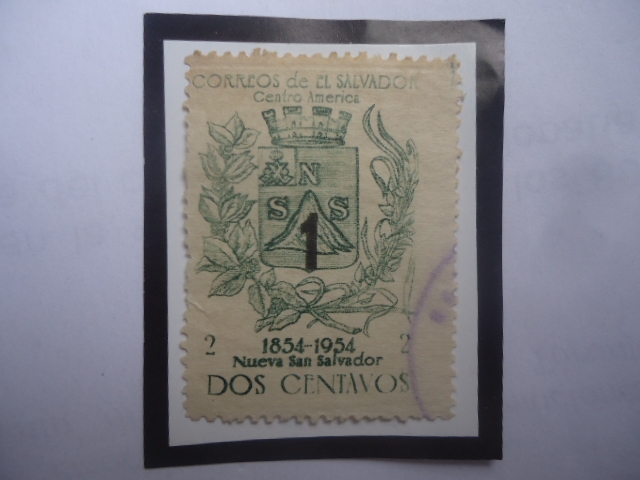 CORREOS de EL SALVADOR
Centro America
N
S S
1
2 1854-1954 2
Nueva San Salvador
DOS CENTAVOS